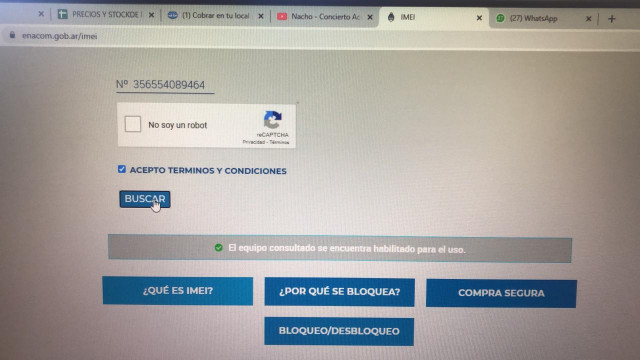 PRECIOS Y STOCKDE
(1) Cobrar en tu local
Nacho - Concierto Ac
IMEI
(27) WhatsApp
enacom.gob.ar/imei
Nº 356554089464
No soy un robot
reCAPTCHA
Privacidad - Términos
ACEPTO TERMINOS Y CONDICIONES
BUSCAR
El equipo consultado se encuentra habilitado para el uso.
¿QUÉ ES IMEI?
¿POR QUÉ SE BLOQUEA?
COMPRA SEGURA
BLOQUEO/DESBLOQUEO